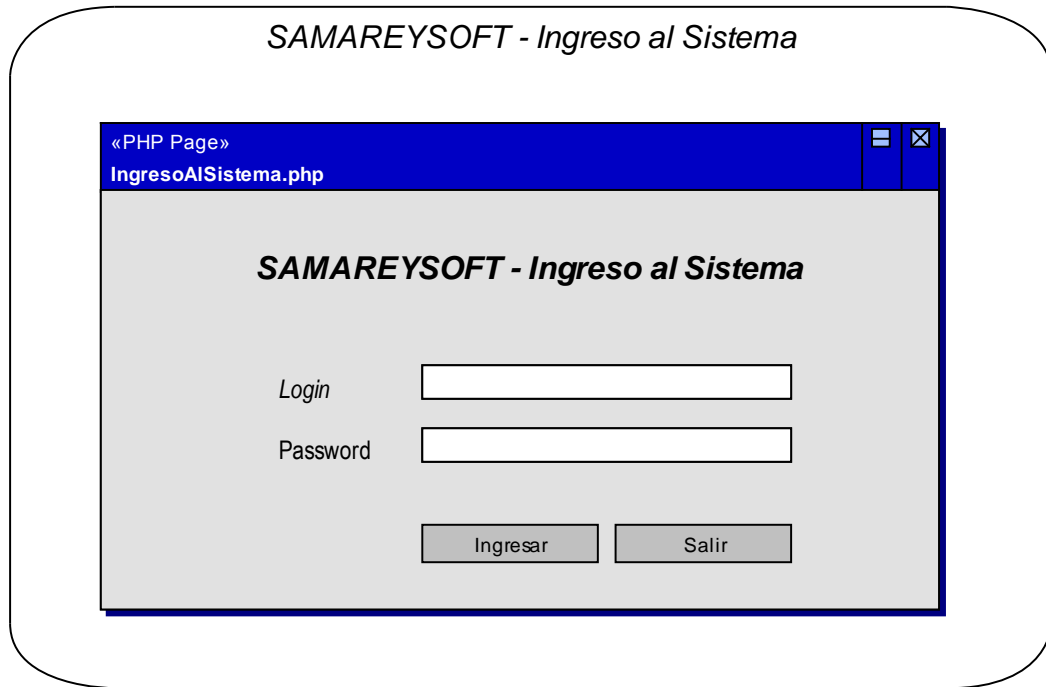 SAMAREYSOFT - Ingreso al Sistema
«PHP Page»
IngresoAlSistema.php
SAMAREYSOFT - Ingreso al Sistema
Login
Password
Ingresar
Salir